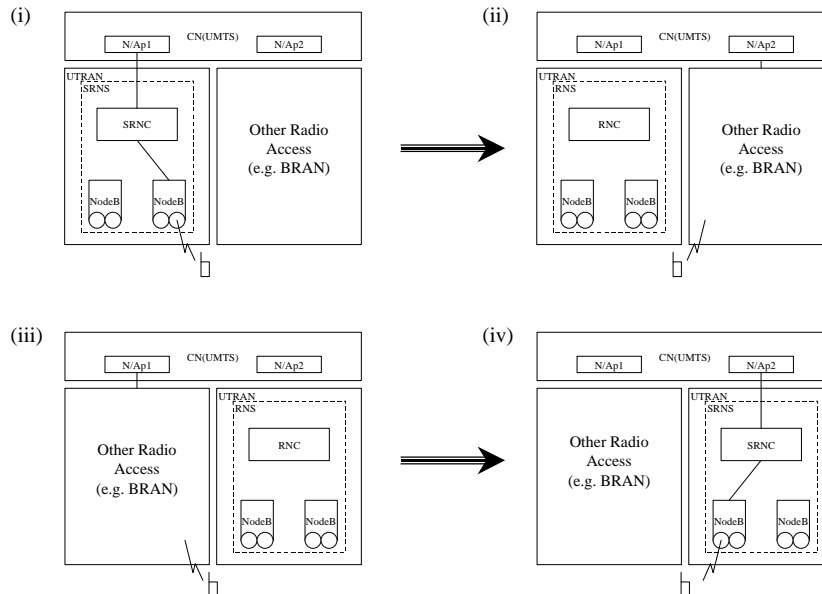 (i)
CN(UMTS)
N/Ap1
N/Ap2
UTRAN
SRNS
SRNC
NodeB
NodeB
Other Radio
Access
(e.g. BRAN)
(ii)
CN(UMTS)
N/Ap1
N/Ap2
UTRAN
RNS
RNC
NodeB
NodeB
Other Radio
Access
(e.g. BRAN)
(iii)
CN(UMTS)
N/Ap1
N/Ap2
Other Radio
Access
(e.g. BRAN)
UTRAN
RNS
RNC
NodeB
NodeB
(iv)
CN(UMTS)
N/Ap1
N/Ap2
Other Radio
Access
(e.g. BRAN)
UTRAN
SRNS
SRNC
NodeB
NodeB